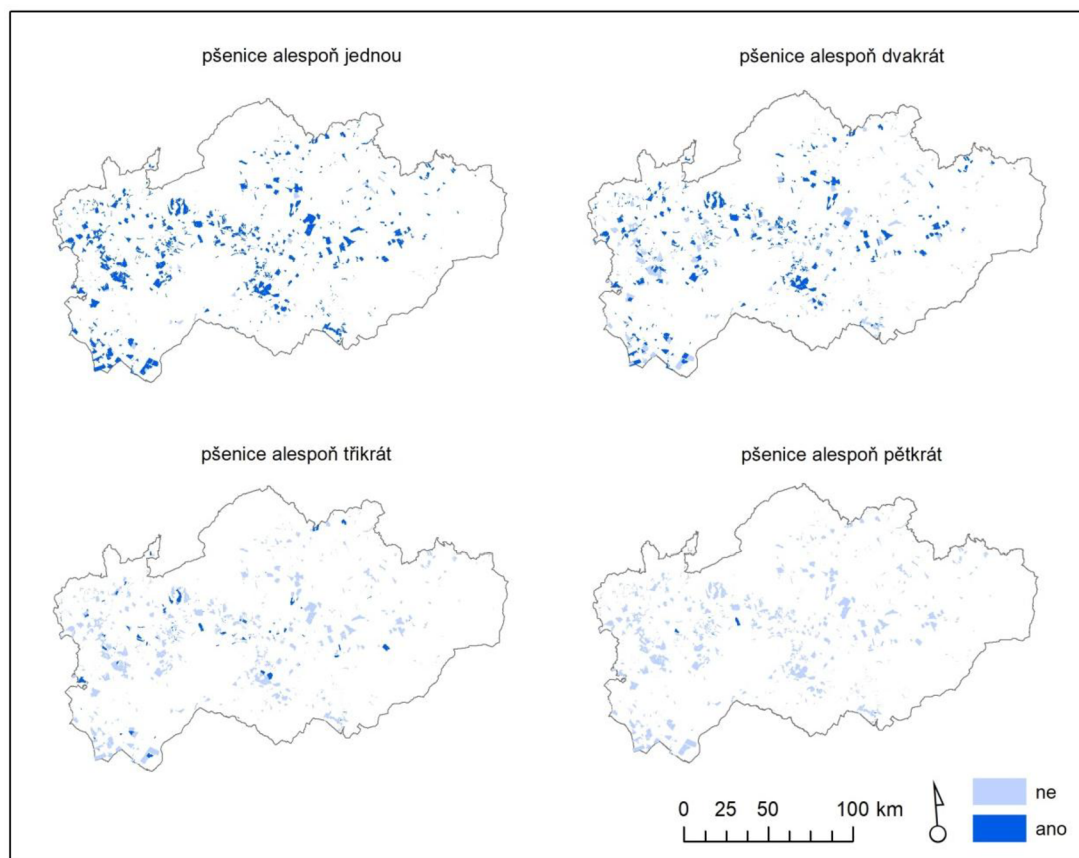 pšenice alespoň jednou
pšenice alespoň dvakrát
pšenice alespoň třikrát
pšenice alespoň pětkrát
0 25 50 100 km
ne
ano